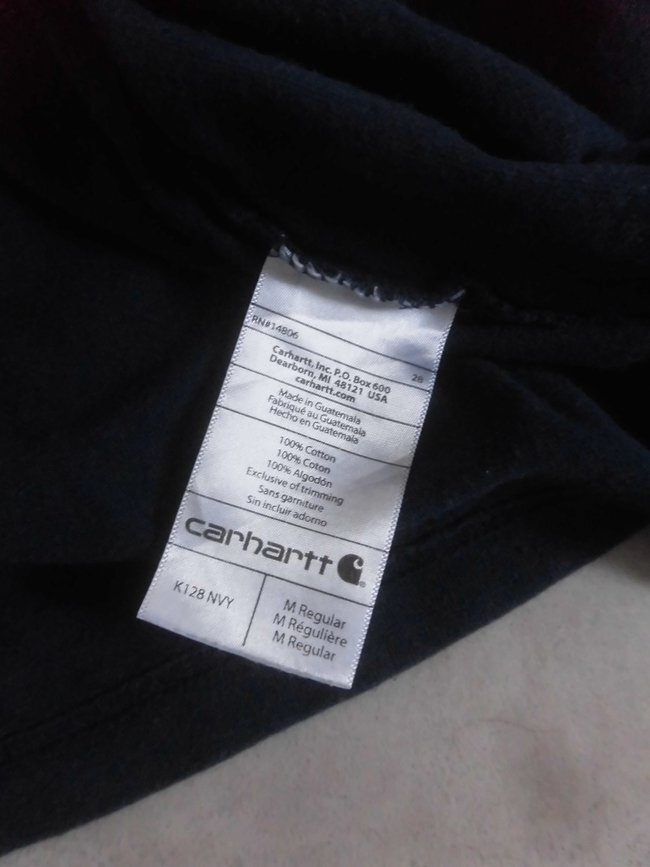 RN#14806 26
Carhartt, Inc. P.O. Box 600
Dearborn, MI 48121 USA
carhartt.com
Made in Guatemala
Fabriqué au Guatemala
Hecho en Guatemala
100% Cotton
100% Coton
100% Algodón
Exclusive of trimming
Sans garniture
Sin incluir adorno
carhartt
K128 NVY
M Regular
M Régulière
M Regular